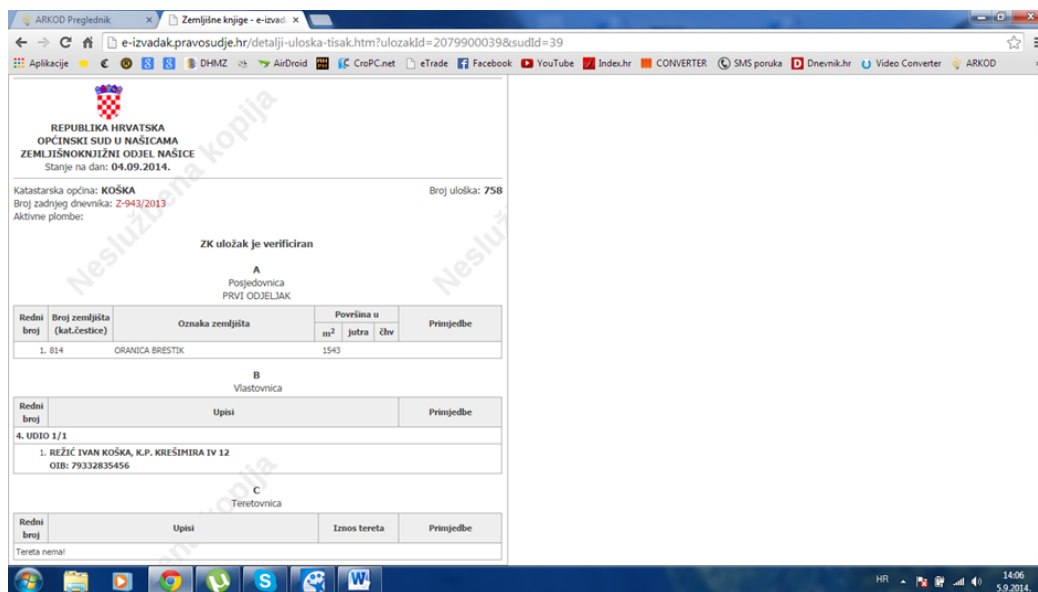 ARKOD Preglednik
Zemljišne knjige - e-izvad
e-izvadak.pravosudje.hr/detalji-uloska-tisak.htm?ulozakId=2079900039&sudId=39
Aplikacije DHMZ AirDroid CroPC.net eTrade Facebook YouTube Index.hr CONVERTER SMS poruka Dnevnik.hr Video Converter ARKOD
REPUBLIKA HRVATSKA
OPĆINSKI SUD U NAŠICAMA
ZEMLJIŠNOKNJIŽNI ODJEL NAŠICE
Stanje na dan: 04.09.2014.
Katastarska općina: KOŠKA Broj uloška: 758
Broj zadnjeg dnevnika: Z-943/2013
Aktivne plombe:
ZK uložak je verificiran
A
Posjedovnica
PRVI ODJELJAK
Redni broj Broj zemljišta (kat.čestice) Oznaka zemljišta Površina u Primjedbe
m² jutra čhv
1. 814 ORANICA BRESTIK 1543
B
Vlastovnica
Redni broj Upisi Primjedbe
4. UDIO 1/1
1. REŽIĆ IVAN KOŠKA, K.P. KREŠIMIRA IV 12
OIB: 79332835456
C
Teretovnica
Redni broj Upisi Iznos tereta Primjedbe
Tereta nema!
Neslužbena kopija
HR 14:06
5.9.2014.